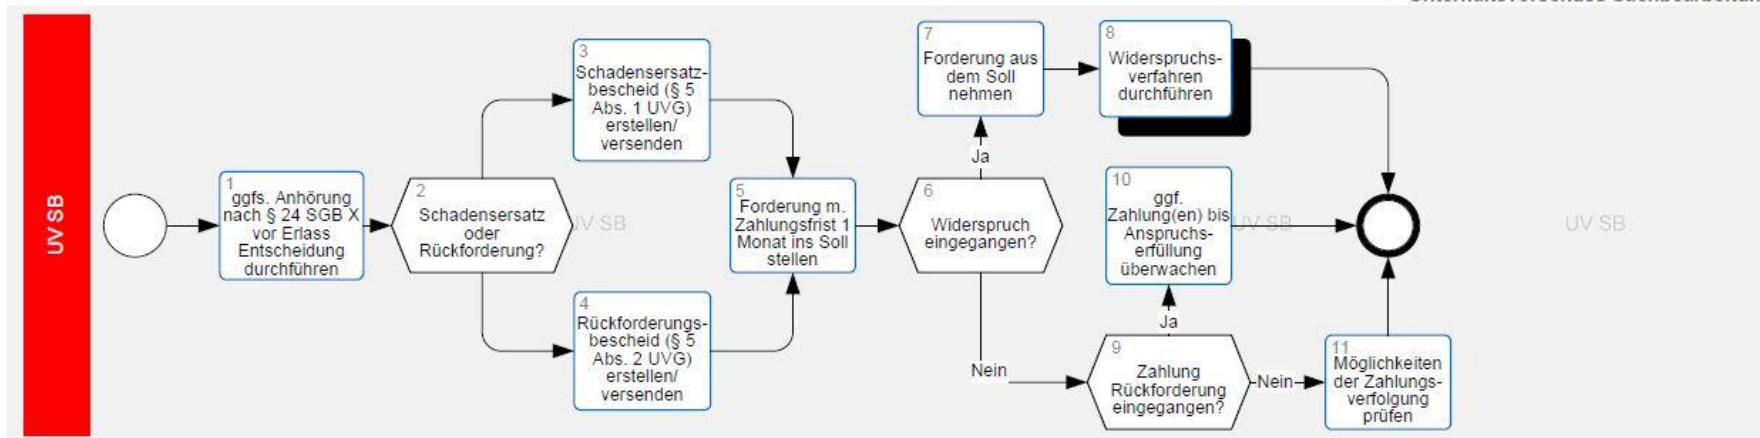 UV SB
1
ggfs. Anhörung
nach § 24 SGB X
vor Erlass
Entscheidung
durchführen
2
Schadensersatz
oder
Rückforderung?
UV SB
3
Schadensersatz-
bescheid (§ 5
Abs. 1 UVG)
erstellen/
versenden
4
Rückforderungs-
bescheid (§ 5
Abs. 2 UVG)
erstellen/
versenden
5
Forderung m.
Zahlungsfrist 1
Monat ins Soll
stellen
6
Widerspruch
eingegangen?
Ja
Nein
7
Forderung aus
dem Soll
nehmen
8
Widerspruchs-
verfahren
durchführen
9
Zahlung
Rückforderung
eingegangen?
Ja
Nein
10
ggf.
Zahlung(en) bis
Anspruchs-
erfüllung
überwachen
UV SB
11
Möglichkeiten
der Zahlungs-
verfolgung
prüfen
UV SB